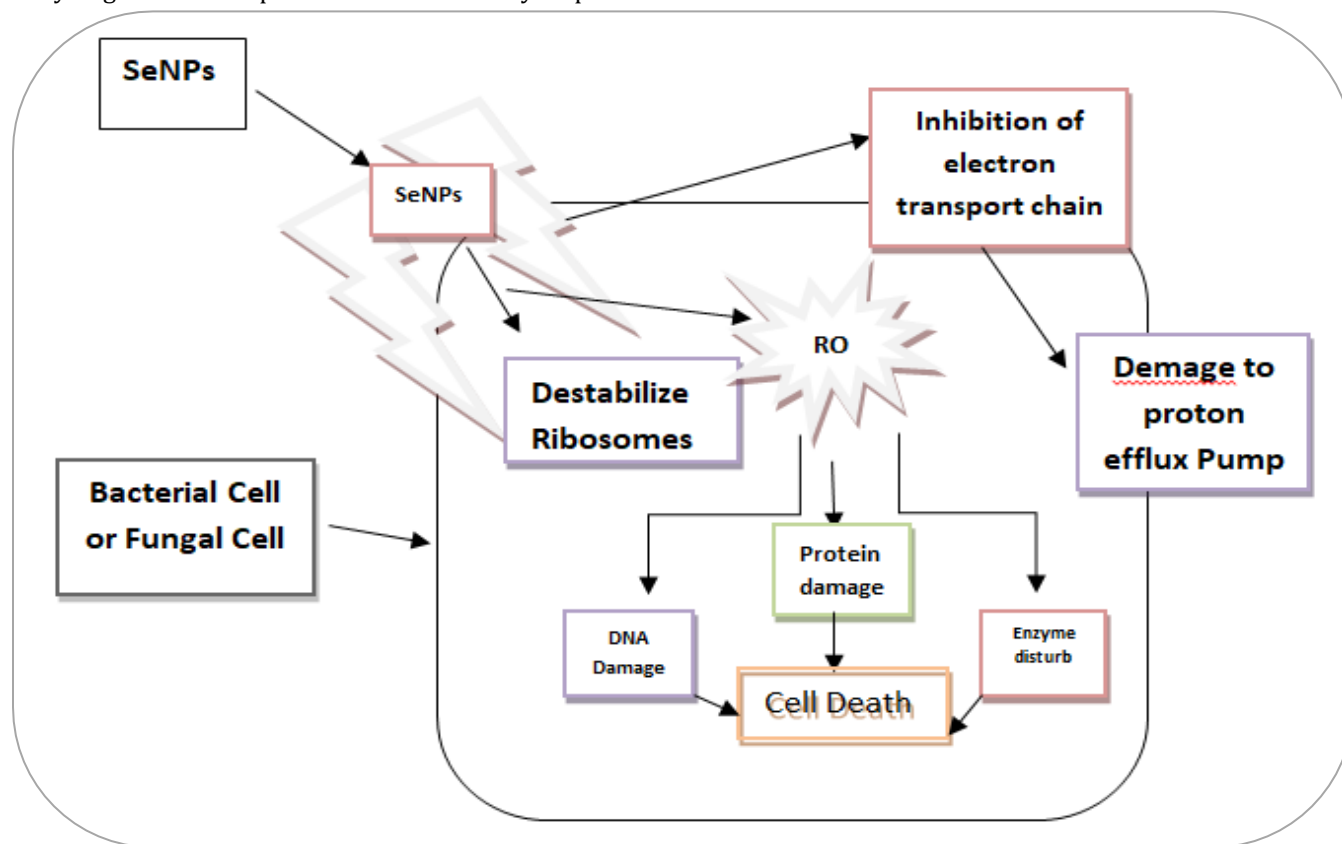 SeNPs
SeNPs
Inhibition of
electron
transport chain
RO
Destabilize
Ribosomes
Demage to
proton
efflux Pump
Bacterial Cell
or Fungal Cell
Protein
damage
DNA
Damage
Enzyme
disturb
Cell Death